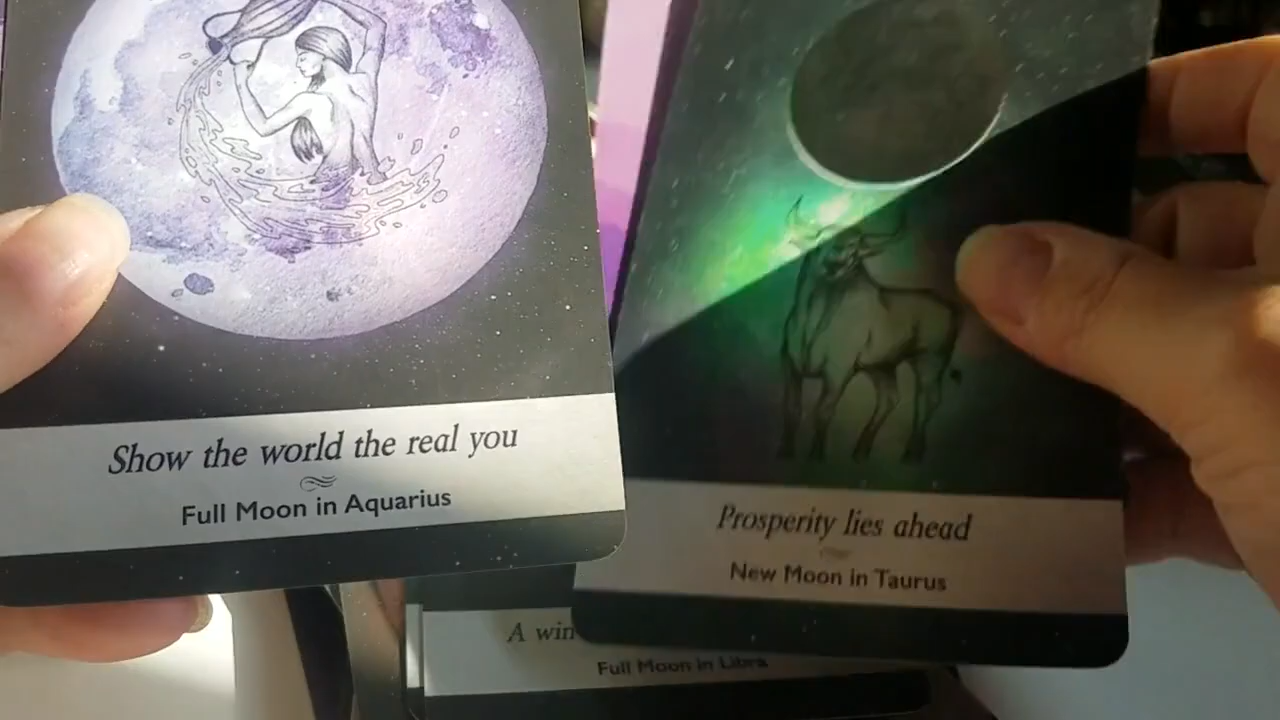 Show the world the real you
Full Moon in Aquarius
Prosperity lies ahead
New Moon in Taurus
A win
Full Moon in Libra